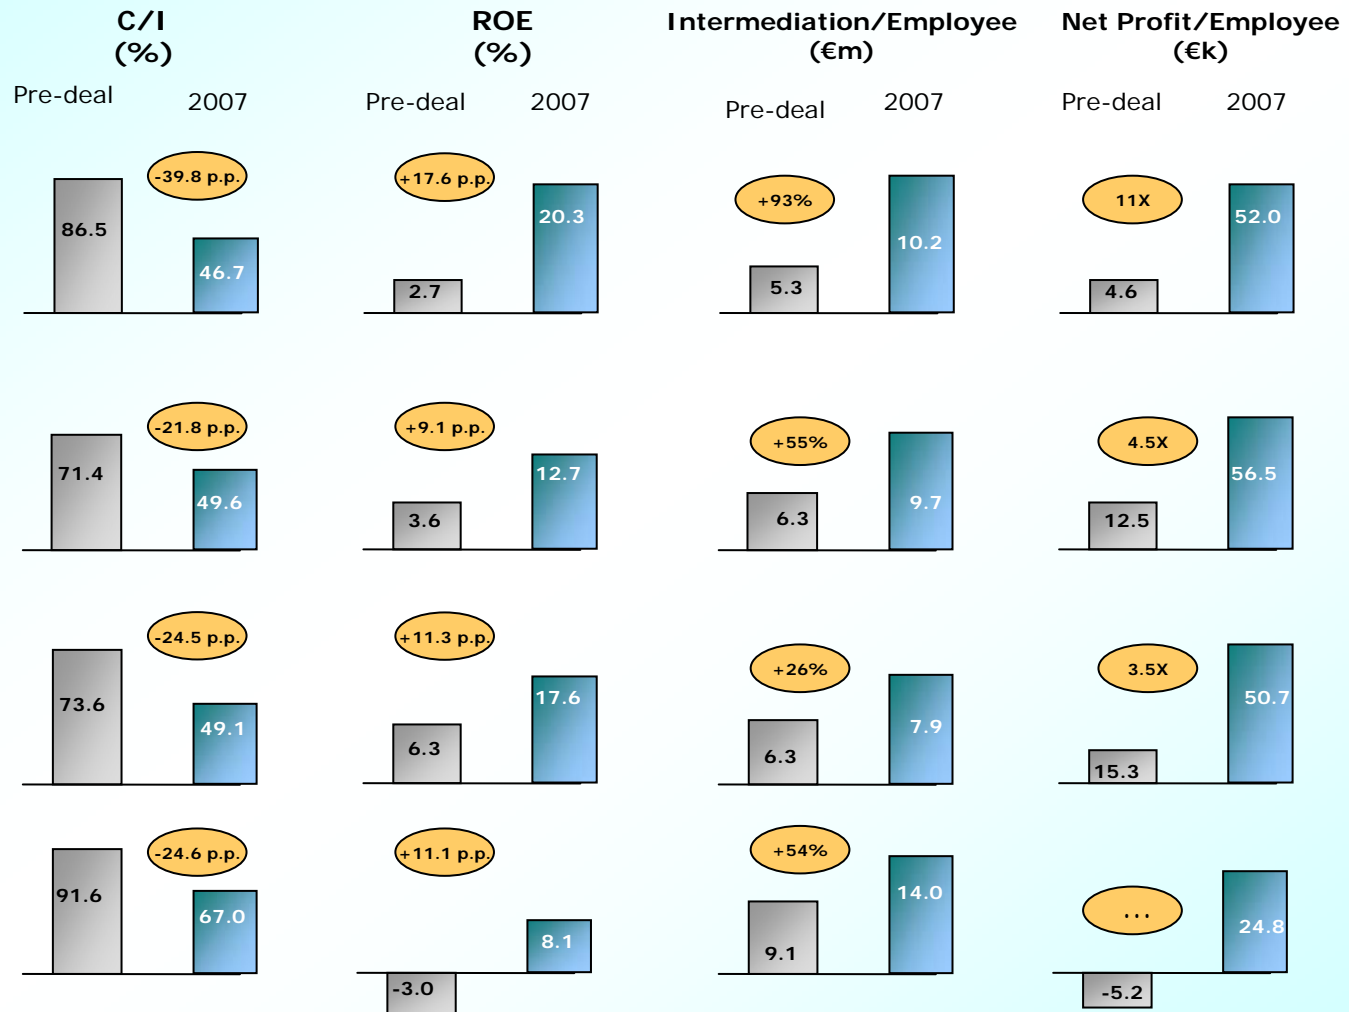 C/I
(%)
ROE
(%)
Intermediation/Employee
(€m)
Net Profit/Employee
(€k)
Pre-deal 2007
Pre-deal 2007
Pre-deal 2007
Pre-deal 2007
86.5 -39.8 p.p. 46.7
2.7 +17.6 p.p. 20.3
5.3 +93% 10.2
4.6 11X 52.0
71.4 -21.8 p.p. 49.6
3.6 +9.1 p.p. 12.7
6.3 +55% 9.7
12.5 4.5X 56.5
73.6 -24.5 p.p. 49.1
6.3 +11.3 p.p. 17.6
6.3 +26% 7.9
15.3 3.5X 50.7
91.6 -24.6 p.p. 67.0
-3.0 +11.1 p.p. 8.1
9.1 +54% 14.0
-5.2 ... 24.8